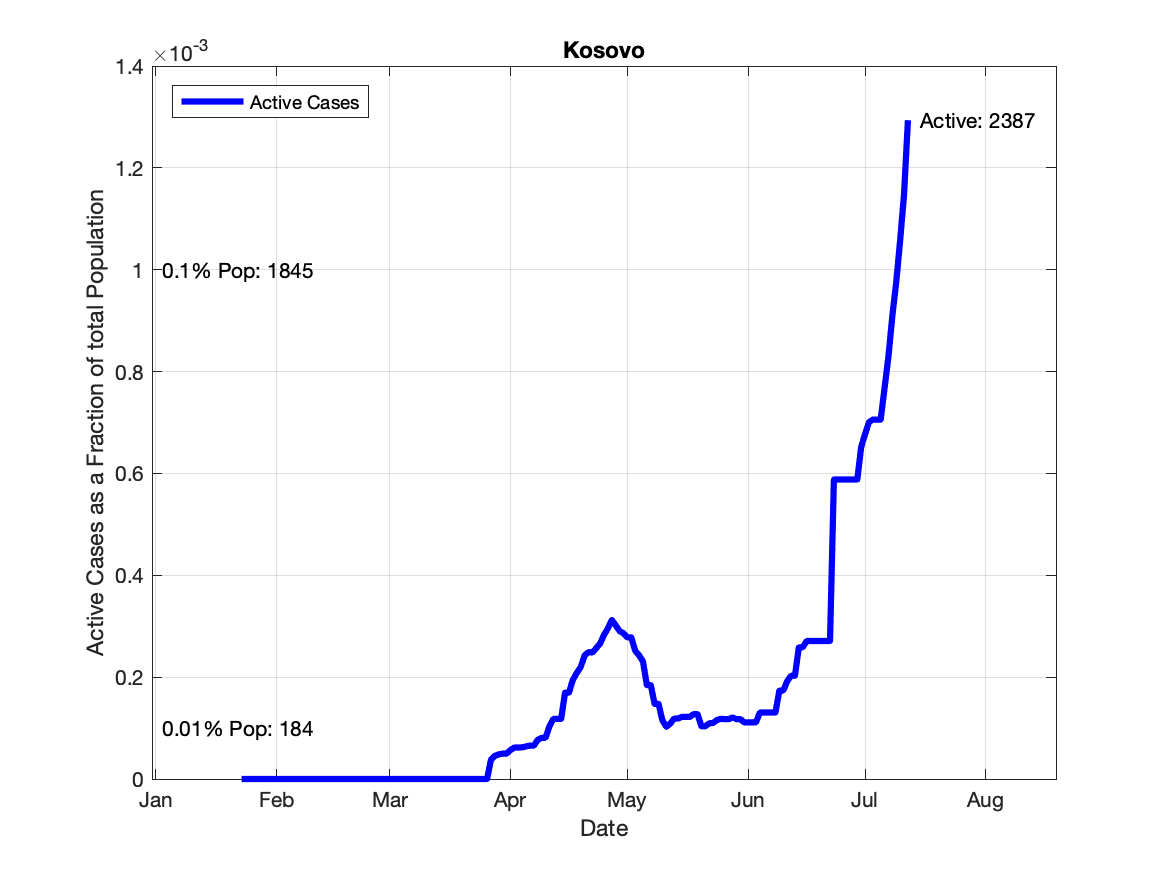 Kosovo
×10-3
1.4
1.2
1
0.8
0.6
0.4
0.2
0
Active Cases as a Fraction of total Population
Active Cases
Active: 2387
0.1% Pop: 1845
0.01% Pop: 184
Jan Feb Mar Apr May Jun Jul Aug
Date